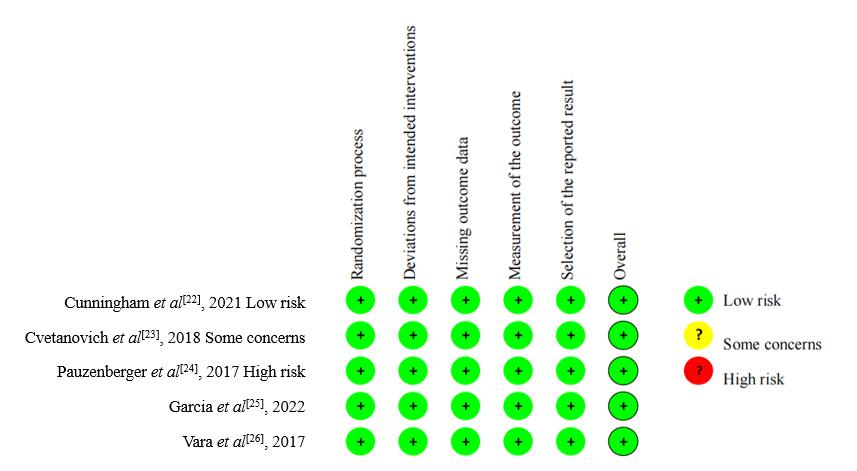 Randomization process
Deviations from intended interventions
Missing outcome data
Measurement of the outcome
Selection of the reported result
Overall
Cunningham et al[22], 2021 Low risk + + + + + +
Cvetanovich et al[23], 2018 Some concerns + + + + + +
Pauzenberger et al[24], 2017 High risk + + + + + +
Garcia et al[25], 2022 + + + + + +
Vara et al[26], 2017 + + + + + +
+ Low risk
? Some concerns
? High risk